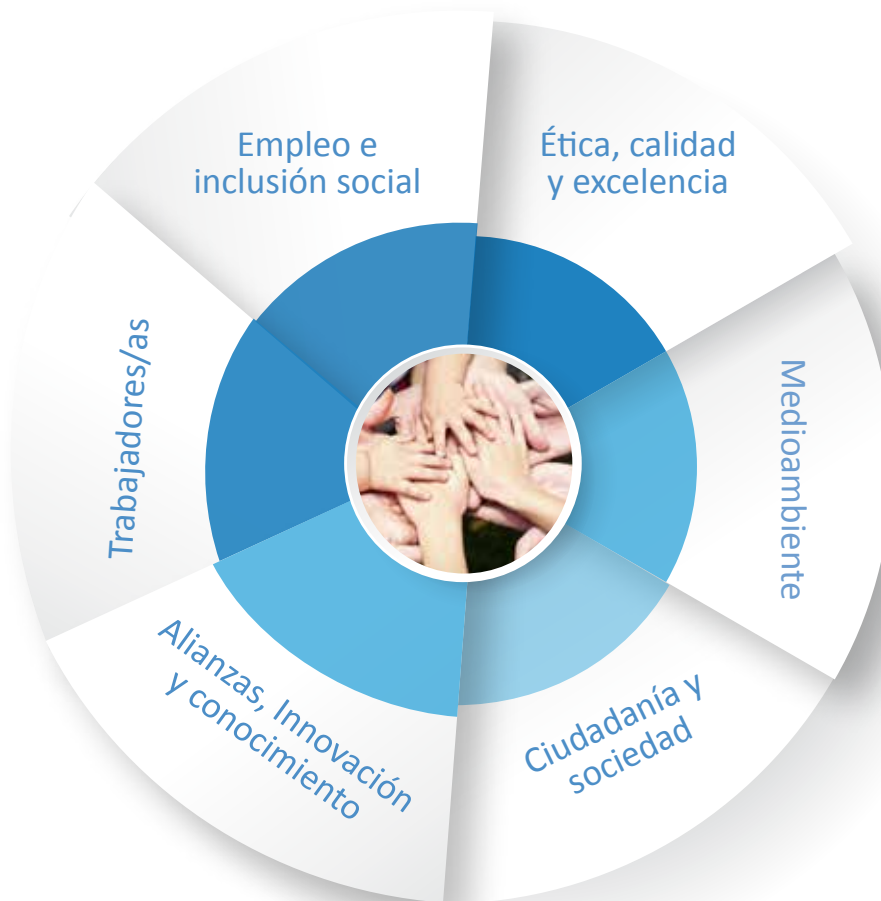 Empleo e
inclusión social
Ética, calidad
y excelencia
Medioambiente
Ciudadanía y
sociedad
Alianzas, Innovación
y conocimiento
Trabajadores/as